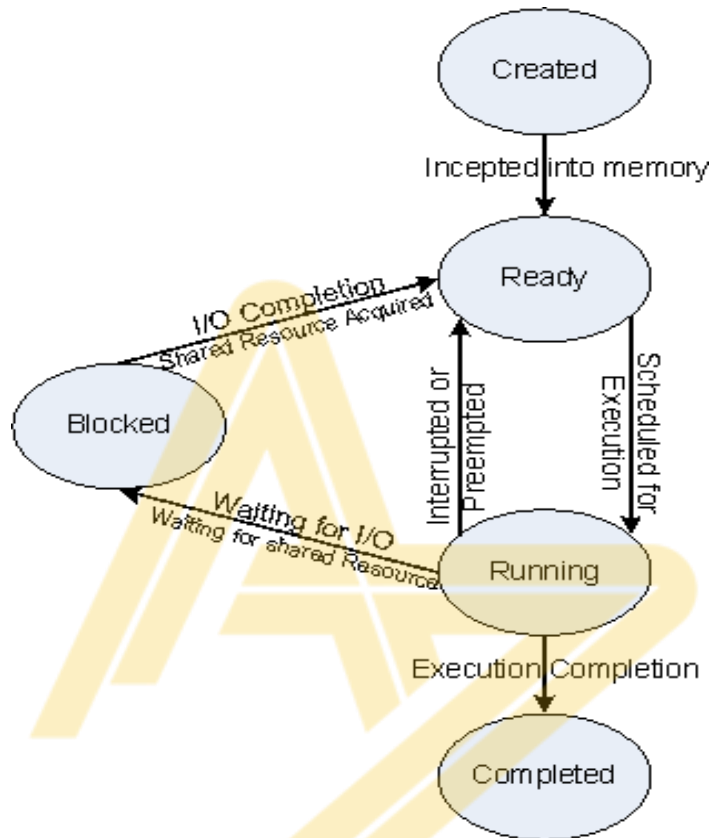 Created
Incepted into memory
Ready
I/O Completion
Shared Resource Acquired
Blocked
Interrupted or
Preempted
Scheduled for
Execution
Waiting for I/O
Waiting for shared Resource
Running
Execution Completion
Completed